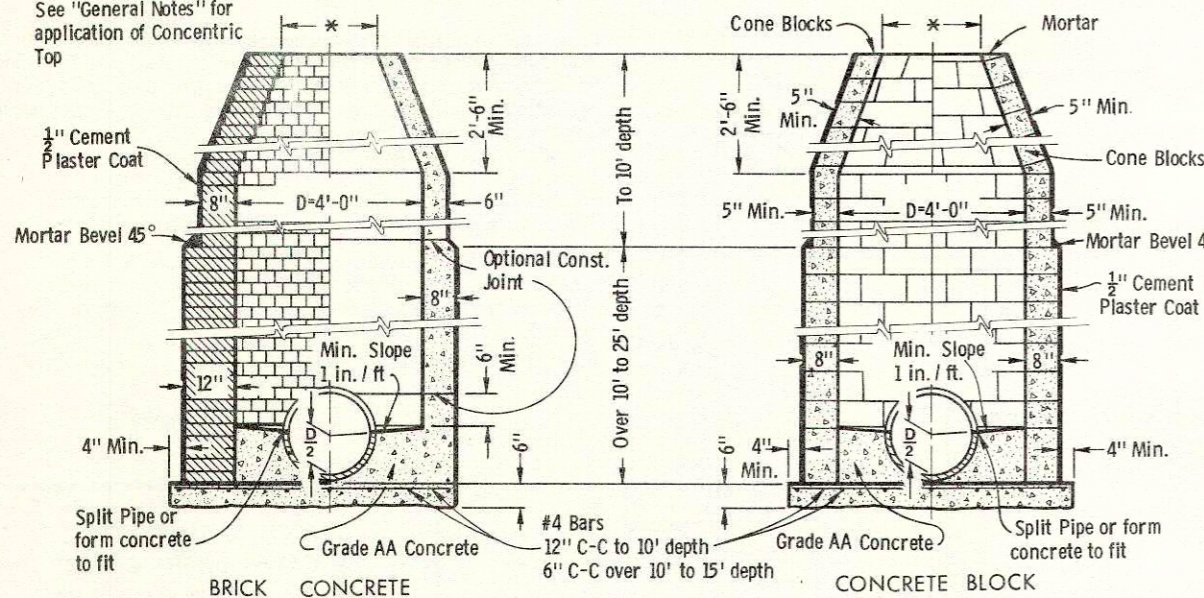 See "General Notes" for
application of Concentric
Top
*
Cone Blocks
*
Mortar
2'-6"
Min.
To 10' depth
2'-6"
Min.
5"
Min.
5" Min.
1/2" Cement
Plaster Coat
Cone Blocks
8"
D=4'-0"
6"
5" Min.
D=4'-0"
5" Min.
Mortar Bevel 45°
Mortar Bevel 4
Optional Const.
Joint
8"
1/2" Cement
Plaster Coat
Over 10' to 25' depth
Min. Slope
1 in. / ft
6"
Min.
8"
Min. Slope
1 in. / ft.
8"
12"
D/2
D/2
4" Min.
6"
6"
4"
Min.
4" Min.
Split Pipe or
form concrete
to fit
Grade AA Concrete
#4 Bars
12" C-C to 10' depth
6" C-C over 10' to 15' depth
Grade AA Concrete
Split Pipe or form
concrete to fit
BRICK CONCRETE
CONCRETE BLOCK